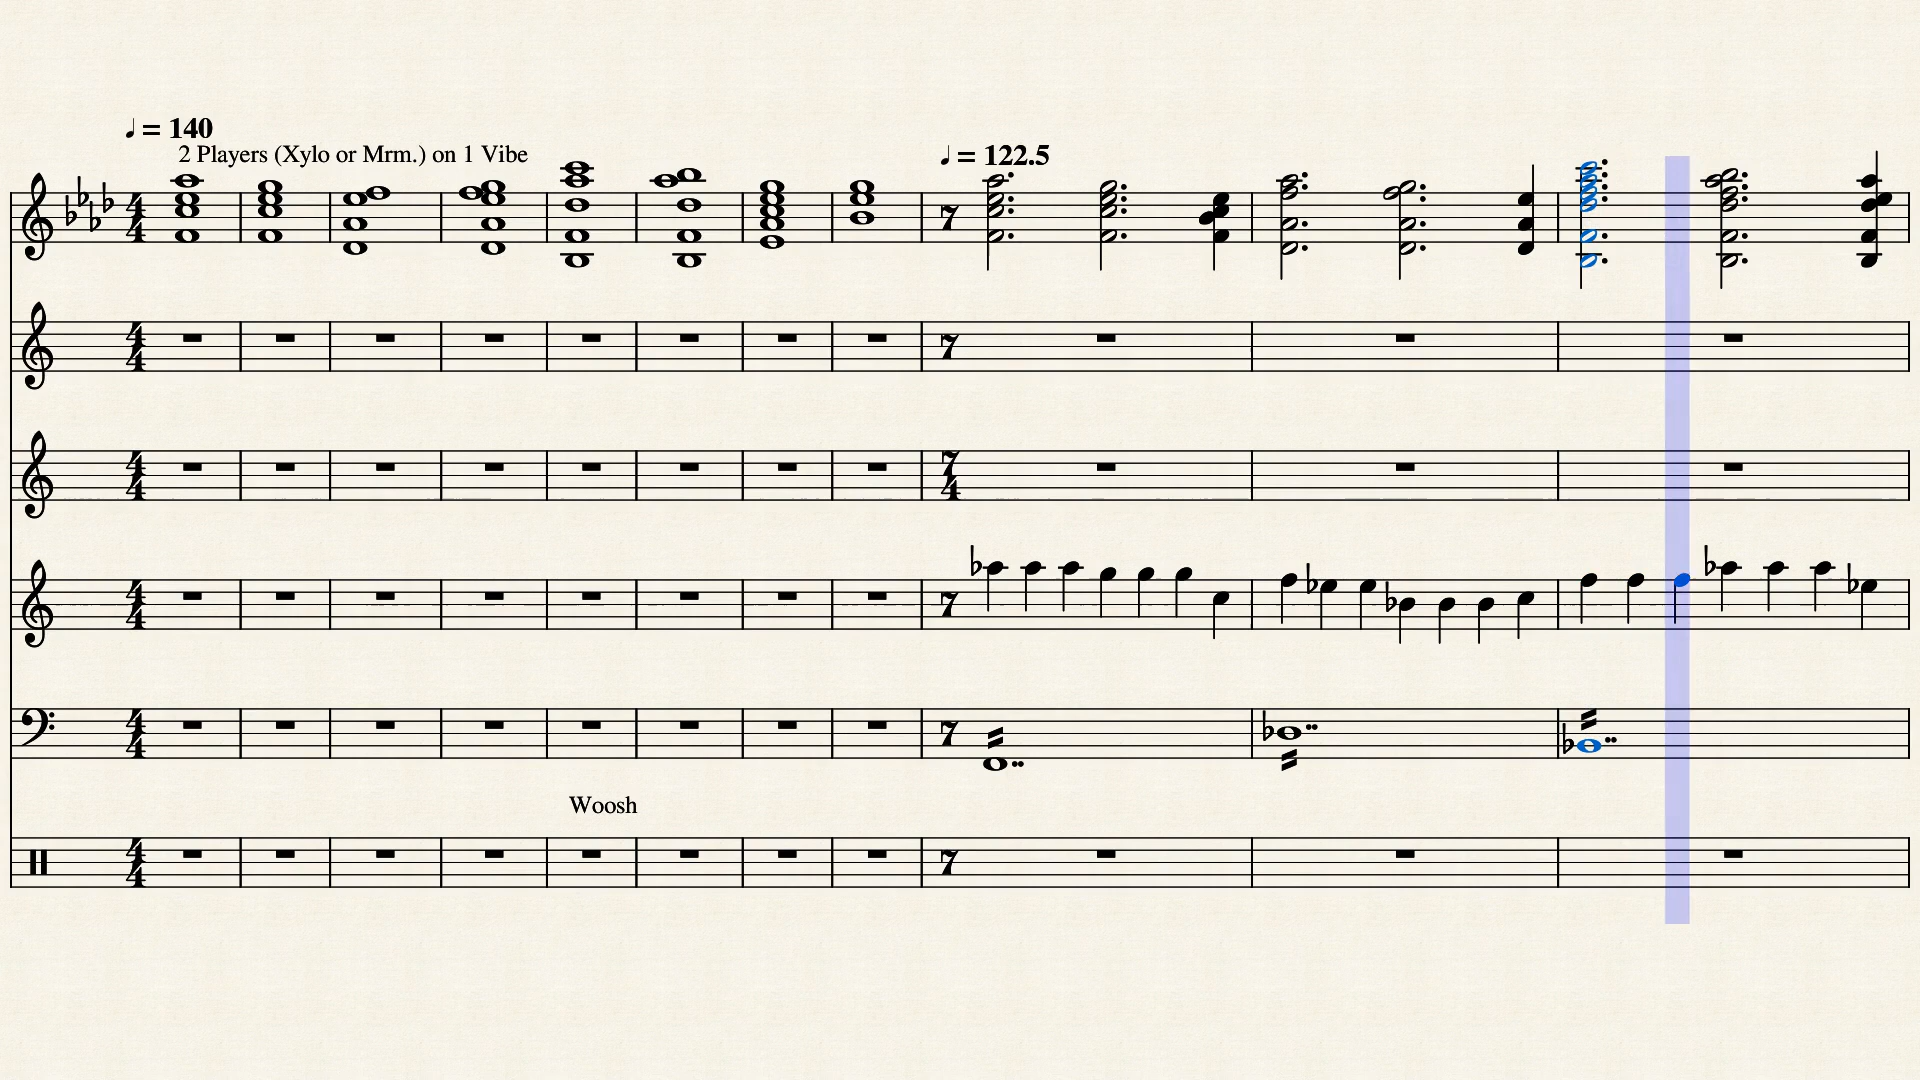 ♩ = 140
2 Players (Xylo or Mrm.) on 1 Vibe
♩ = 122.5
Woosh